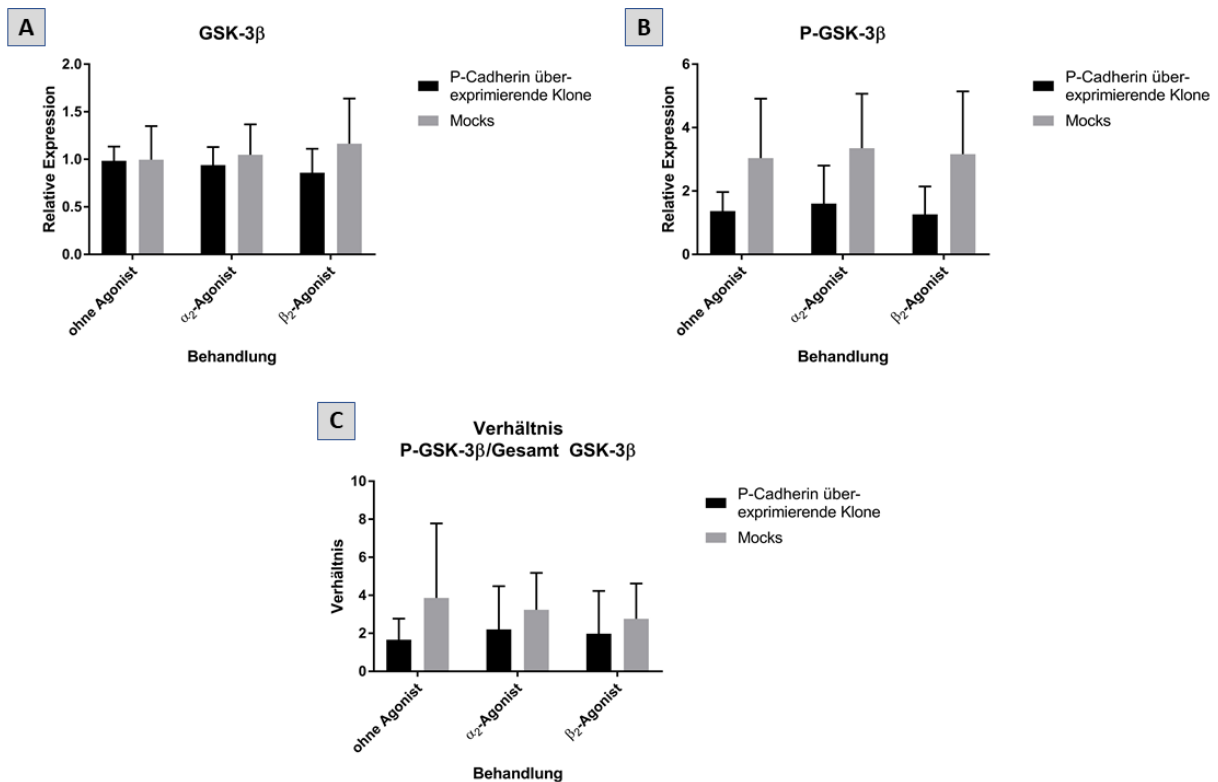 A
GSK-3β
Relative Expression
2.0
1.5
1.0
0.5
0.0
ohne Agonist
α2-Agonist
β2-Agonist
Behandlung
P-Cadherin über-
exprimierende Klone
Mocks
B
P-GSK-3β
Relative Expression
6
4
2
0
ohne Agonist
α2-Agonist
β2-Agonist
Behandlung
P-Cadherin über-
exprimierende Klone
Mocks
C
Verhältnis
P-GSK-3β/Gesamt GSK-3β
Verhältnis
10
8
6
4
2
0
ohne Agonist
α2-Agonist
β2-Agonist
Behandlung
P-Cadherin über-
exprimierende Klone
Mocks